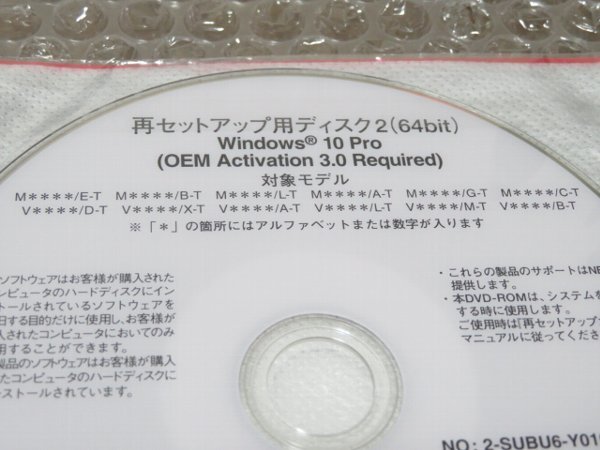 再セットアップ用ディスク2(64bit)
Windows® 10 Pro
(OEM Activation 3.0 Required)
対象モデル
M****/E-T M****/B-T M****/L-T M****/A-T M****/G-T M****/C-T
V****/D-T V****/X-T V****/A-T V****/L-T V****/M-T V****/B-T
※「*」の箇所にはアルファベットまたは数字が入ります
ソフトウェアはお客様が購入された
ンピュータのハードディスクにイン
トールされているソフトウェアを
旧する目的だけに使用し、お客様が
入されたコンピュータにおいてのみ
用することができます。
製品のソフトウェアはお客様が購入
たコンピュータのハードディスクに
ストールされています。
・これらの製品のサポートはNE
提供します。
・本DVD-ROMは、システムを
する時に使用します。
ご使用時は「再セットアップ
マニュアルに従ってくださ
NO: 2-SUBU6-Y01